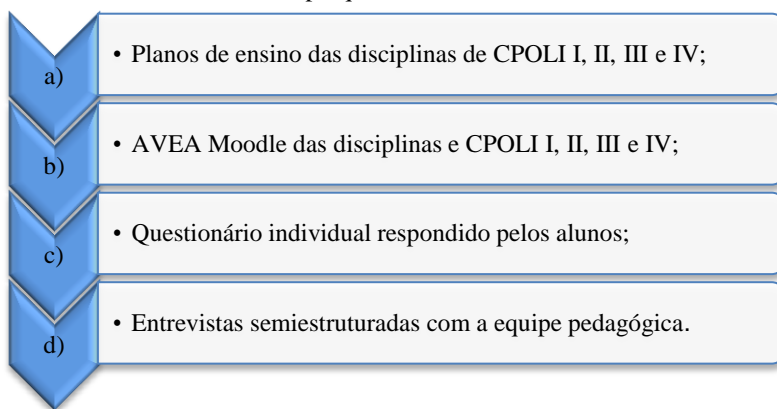 a)
• Planos de ensino das disciplinas de CPOLI I, II, III e IV;
b)
• AVEA Moodle das disciplinas e CPOLI I, II, III e IV;
c)
• Questionário individual respondido pelos alunos;
d)
• Entrevistas semiestruturadas com a equipe pedagógica.